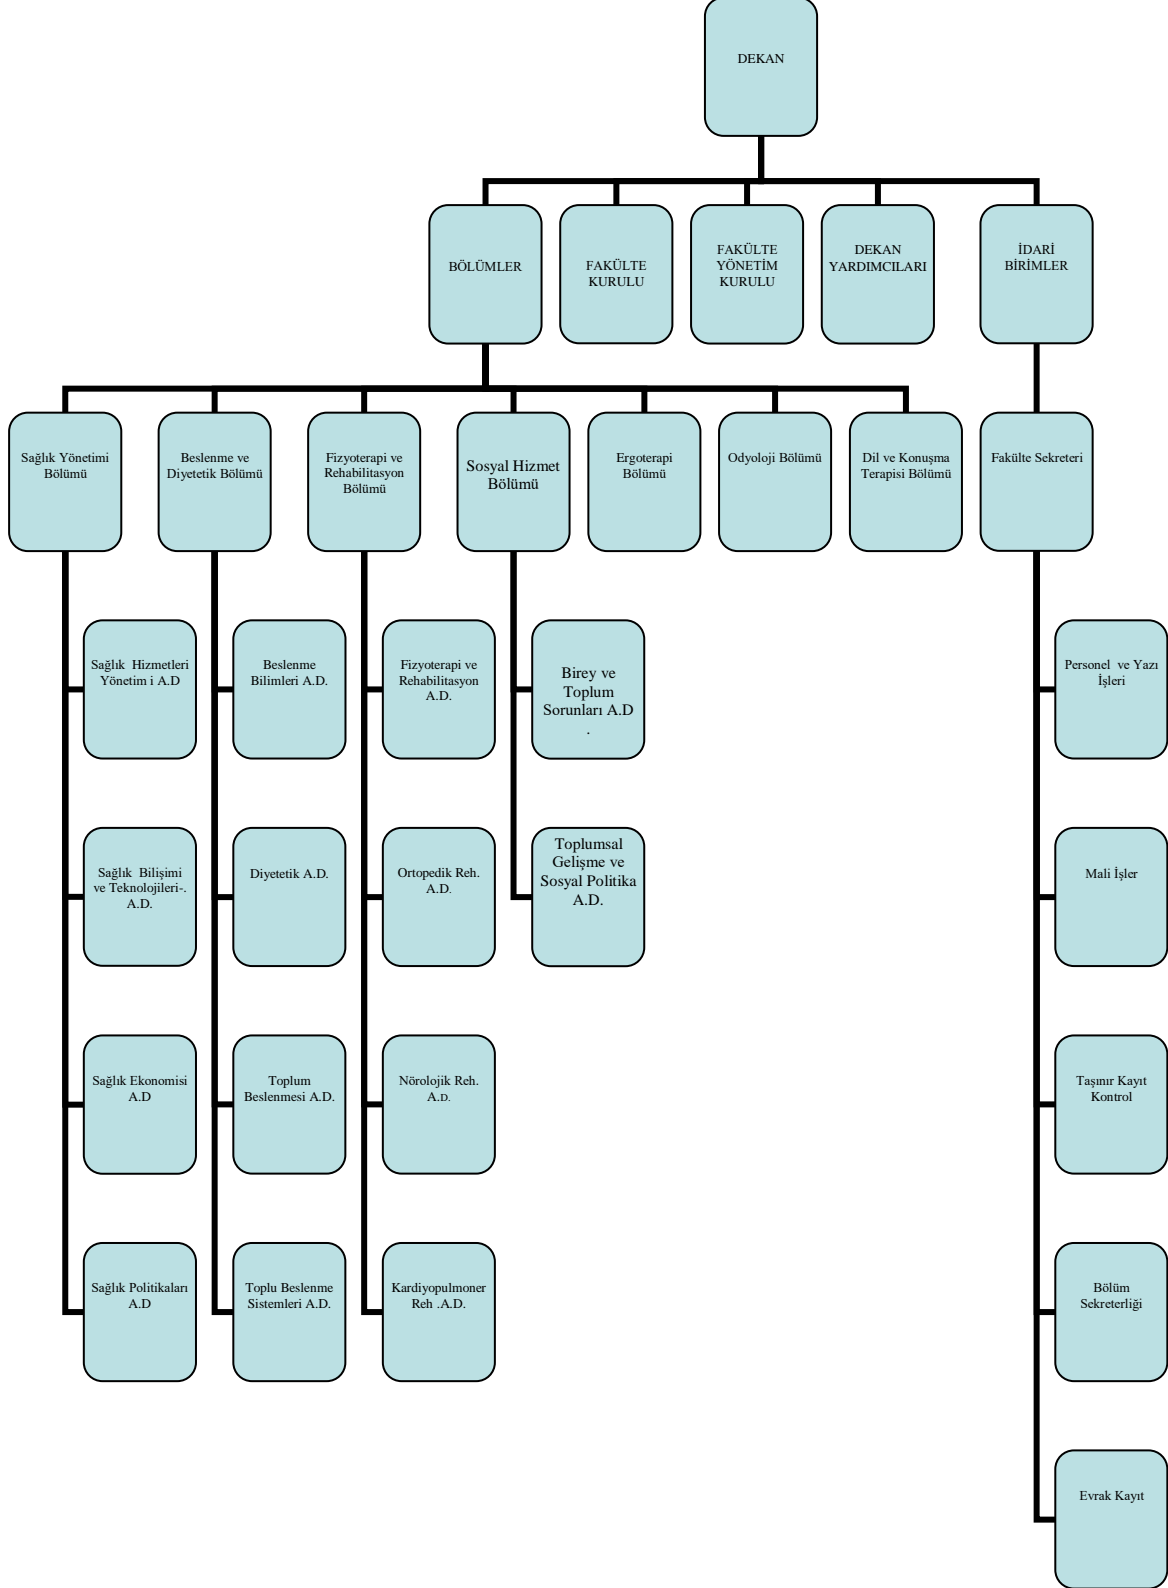 DEKAN
BÖLÜMLER
FAKÜLTE
KURULU
FAKÜLTE
YÖNETİM
KURULU
DEKAN
YARDIMCILARI
İDARİ
BİRİMLER
Sağlık Yönetimi
Bölümü
Beslenme ve
Diyetetik Bölümü
Fizyoterapi ve
Rehabilitasyon
Bölümü
Sosyal Hizmet
Bölümü
Ergoterapi
Bölümü
Odyoloji Bölümü
Dil ve Konuşma
Terapisi Bölümü
Fakülte Sekreteri
Sağlık  Hizmetleri
Yönetim i A.D
Beslenme
Bilimleri A.D.
Fizyoterapi ve
Rehabilitasyon
A.D.
Birey ve
Toplum
Sorunları A.D
.
Personel  ve Yazı
İşleri
Sağlık  Bilişimi
ve Teknolojileri-.
A.D.
Diyetetik A.D.
Ortopedik Reh.
A.D.
Toplumsal
Gelişme ve
Sosyal Politika
A.D.
Mali İşler
Sağlık Ekonomisi
A.D
Toplum
Beslenmesi A.D.
Nörolojik Reh.
A.D.
Taşınır Kayıt
Kontrol
Sağlık Politikaları
A.D
Toplu Beslenme
Sistemleri A.D.
Kardiyopulmoner
Reh .A.D.
Bölüm
Sekreterliği
Evrak Kayıt